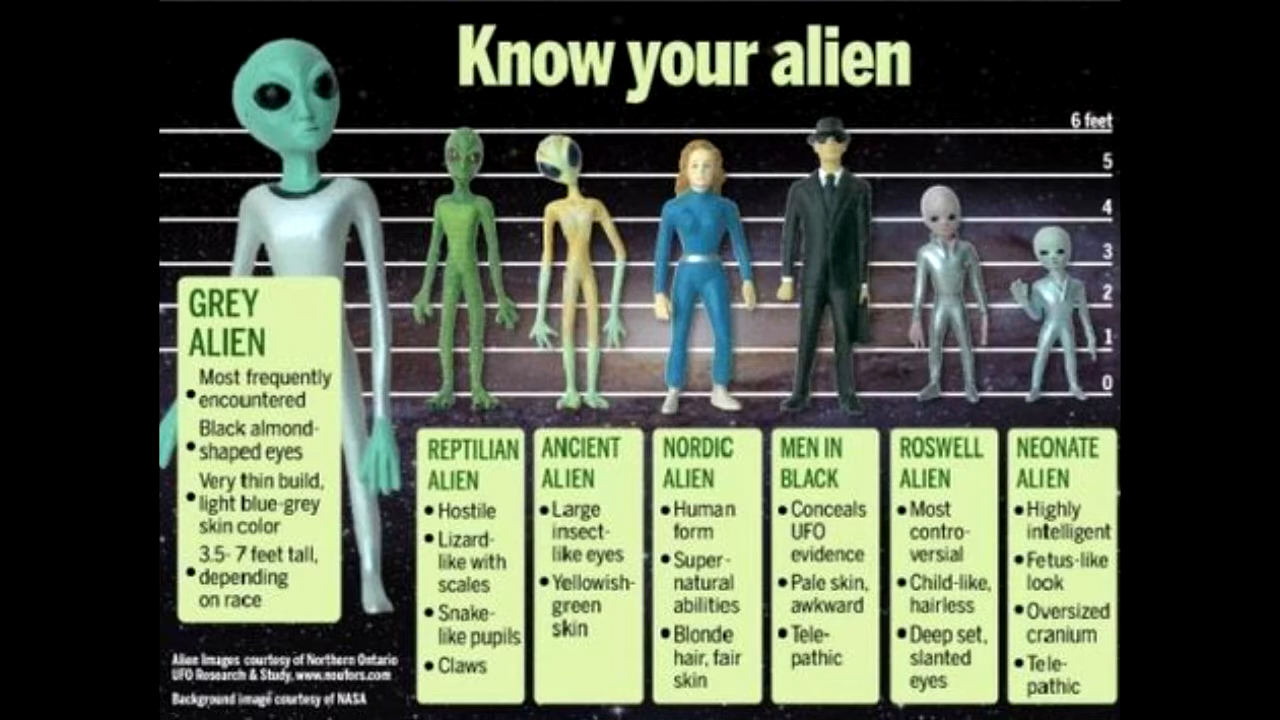 Know your alien
6 feet
5
4
3
2
1
0
GREY
ALIEN
• Most frequently
encountered
• Black almond-
shaped eyes
• Very thin build,
light blue-grey
skin color
• 3.5- 7 feet tall,
depending
on race
REPTILIAN
ALIEN
• Hostile
• Lizard-
like with
scales
• Snake-
like pupils
• Claws
ANCIENT
ALIEN
• Large
insect-
like eyes
• Yellowish-
green
skin
NORDIC
ALIEN
• Human
form
• Super-
natural
abilities
• Blonde
hair, fair
skin
MEN IN
BLACK
• Conceals
UFO
evidence
• Pale skin,
awkward
• Tele-
pathic
ROSWELL
ALIEN
• Most
contro-
versial
• Child-like,
hairless
• Deep set,
slanted
eyes
NEONATE
ALIEN
• Highly
intelligent
• Fetus-like
look
• Oversized
cranium
• Tele-
pathic
Alien Images courtesy of Northern Ontario
UFO Research & Study, www.noufors.com
Background image courtesy of NASA